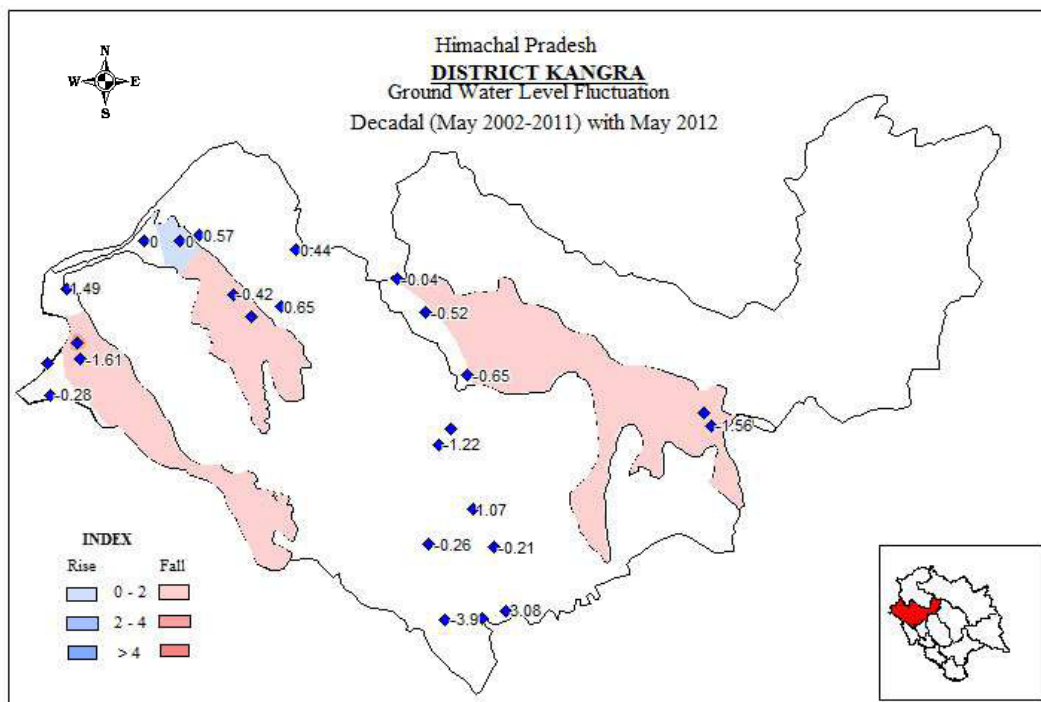 Himachal Pradesh
DISTRICT KANGRA
Ground Water Level Fluctuation
Decadal (May 2002-2011) with May 2012
N
W E
S
0 0 0.57
0.44
-0.04
1.49
-0.42
0.65
-0.52
-1.61
-0.65
-0.28
-1.56
-1.22
1.07
-0.26
-0.21
3.08
-3.9
INDEX
Rise Fall
0 - 2
2 - 4
> 4